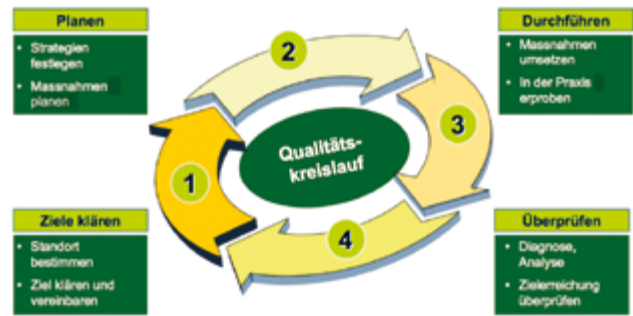 Planen
• Strategien
festlegen
• Massnahmen
planen
2
Durchführen
• Massnahmen
umsetzen
• In der Praxis
erproben
1
Qualitäts-
kreislauf
3
Ziele klären
• Standort
bestimmen
• Ziel klären und
vereinbaren
4
Überprüfen
• Diagnose,
Analyse
• Zielerreichung
überprüfen